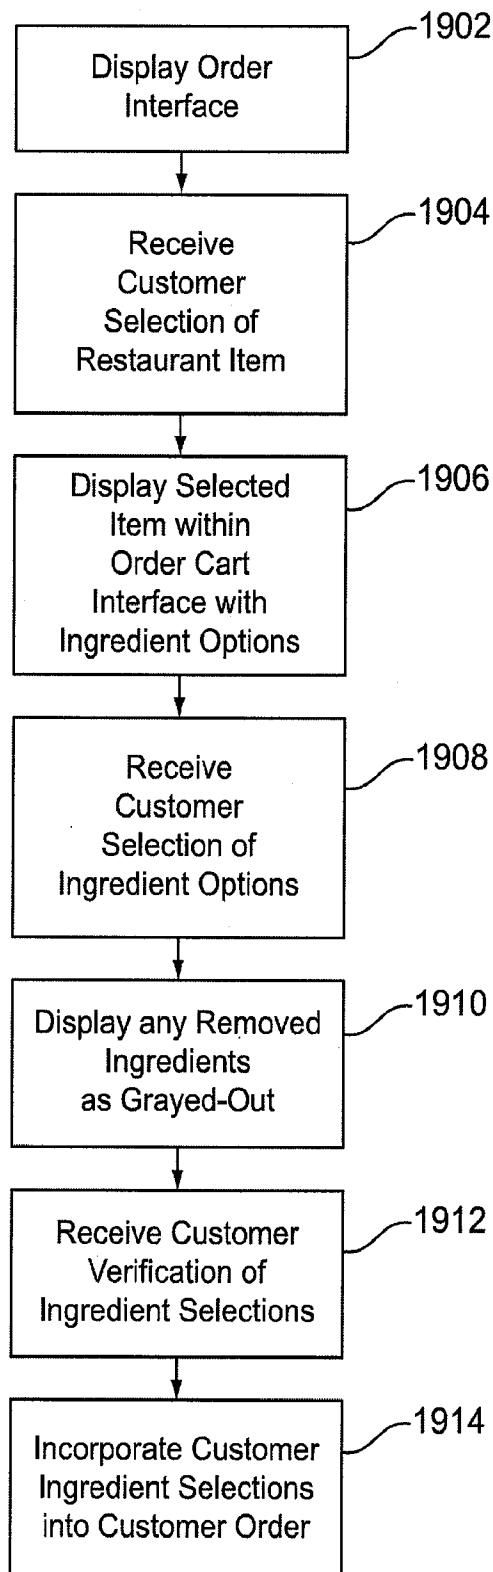 1902
Display Order
Interface
1904
Receive
Customer
Selection of
Restaurant Item
1906
Display Selected
Item within
Order Cart
Interface with
Ingredient Options
1908
Receive
Customer
Selection of
Ingredient Options
1910
Display any Removed
Ingredients
as Grayed-Out
1912
Receive Customer
Verification of
Ingredient Selections
1914
Incorporate Customer
Ingredient Selections
into Customer Order